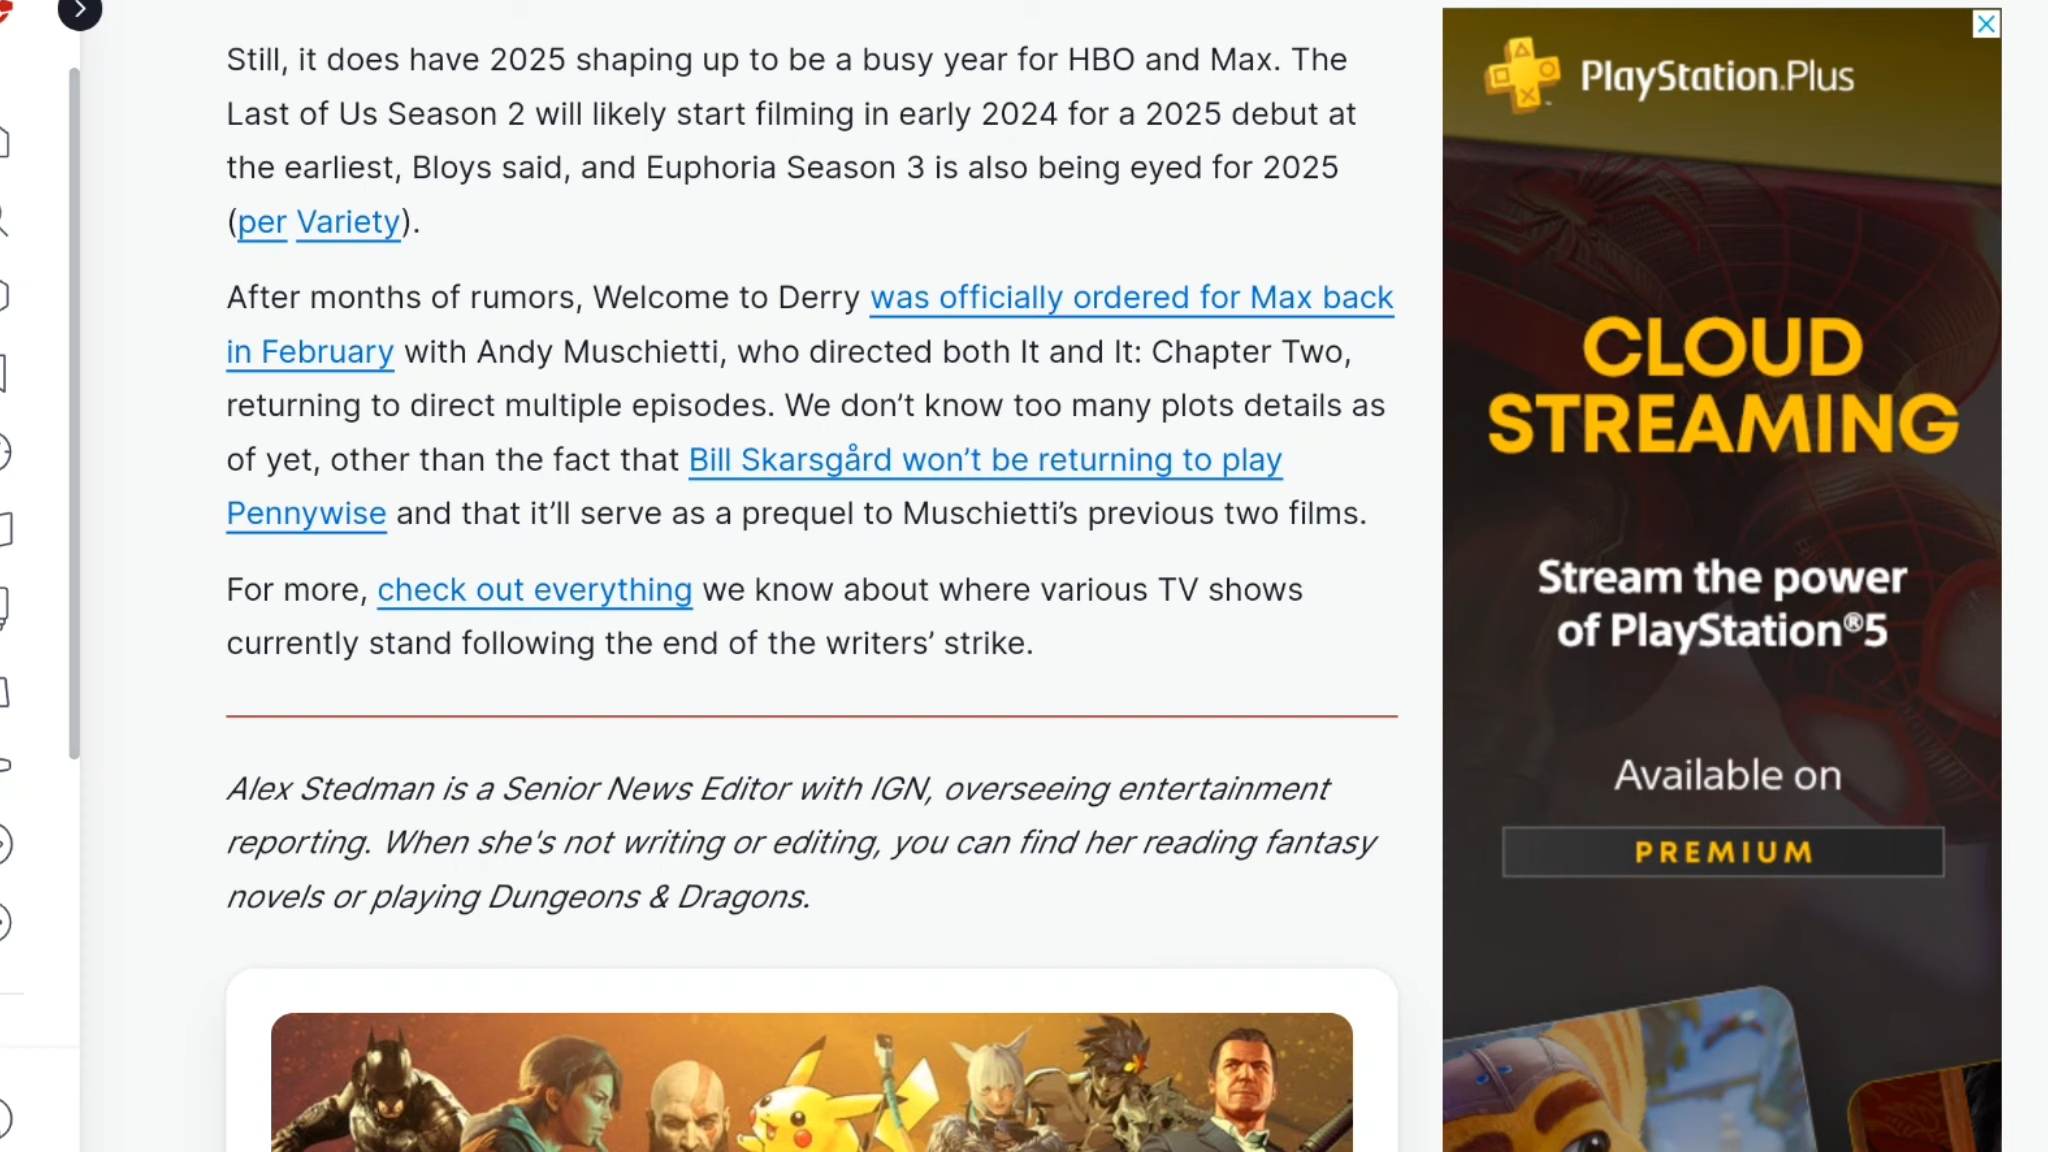 Still, it does have 2025 shaping up to be a busy year for HBO and Max. The
Last of Us Season 2 will likely start filming in early 2024 for a 2025 debut at
the earliest, Bloys said, and Euphoria Season 3 is also being eyed for 2025
(per Variety).
After months of rumors, Welcome to Derry was officially ordered for Max back
in February with Andy Muschietti, who directed both It and It: Chapter Two,
returning to direct multiple episodes. We don’t know too many plots details as
of yet, other than the fact that Bill Skarsgård won’t be returning to play
Pennywise and that it’ll serve as a prequel to Muschietti’s previous two films.
For more, check out everything we know about where various TV shows
currently stand following the end of the writers’ strike.
Alex Stedman is a Senior News Editor with IGN, overseeing entertainment
reporting. When she's not writing or editing, you can find her reading fantasy
novels or playing Dungeons & Dragons.
PlayStation.Plus
CLOUD
STREAMING
Stream the power
of PlayStation®5
Available on
PREMIUM